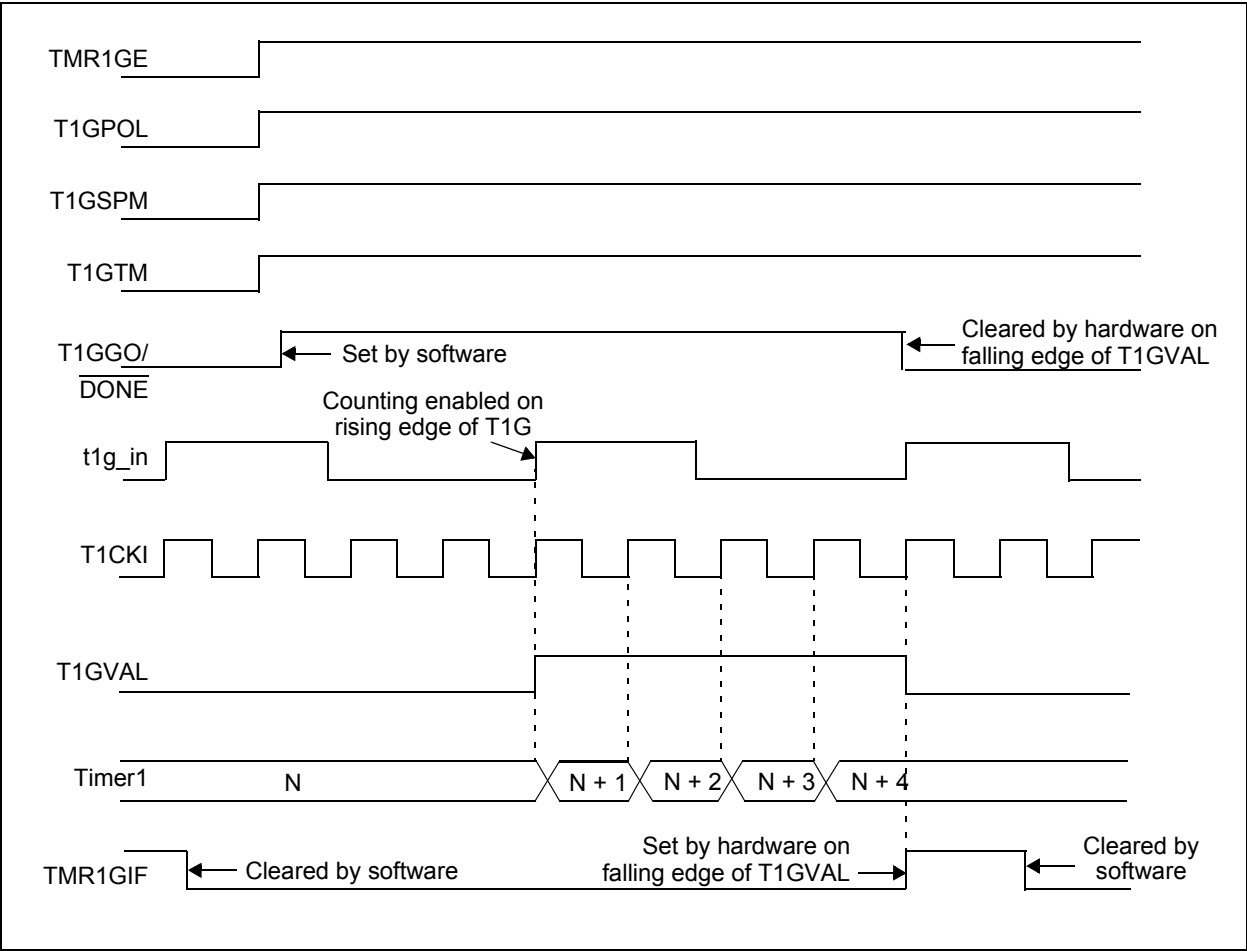 TMR1GE
T1GPOL
T1GSPM
T1GTM
T1GGO/
DONE
Set by software
Cleared by hardware on
falling edge of T1GVAL
Counting enabled on
rising edge of T1G
t1g_in
T1CKI
T1GVAL
Timer1
N
N + 1
N + 2
N + 3
N + 4
TMR1GIF
Cleared by software
Set by hardware on
falling edge of T1GVAL
Cleared by
software